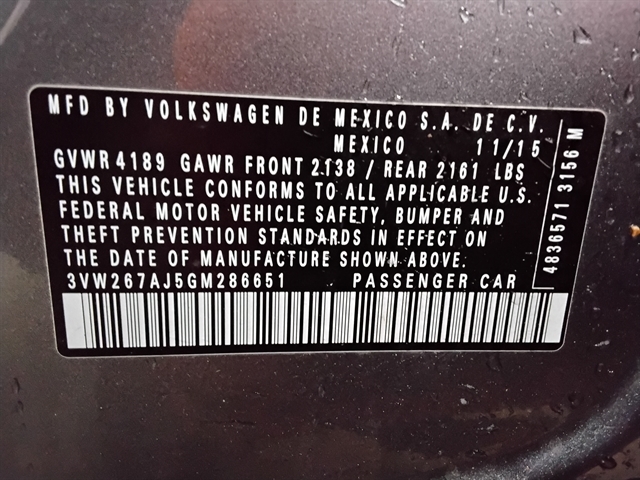 MFD BY VOLKSWAGEN DE MEXICO S.A. DE C.V.
MEXICO 11/15
GVWR 4189 GAWR FRONT 2138 / REAR 2161 LBS
THIS VEHICLE CONFORMS TO ALL APPLICABLE U.S.
FEDERAL MOTOR VEHICLE SAFETY, BUMPER AND
THEFT PREVENTION STANDARDS IN EFFECT ON
THE DATE OF MANUFACTURE SHOWN ABOVE.
3VW267AJ5GM286651 PASSENGER CAR
4836571 3156 M